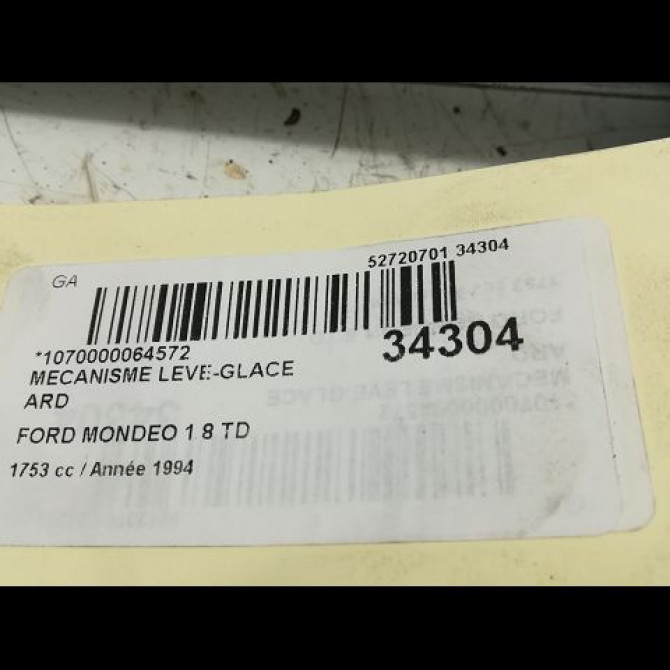 GA
52720701 34304
*1070000064572
34304
MECANISME LEVE-GLACE
ARD
FORD MONDEO 1 8 TD
1753 cc / Année 1994